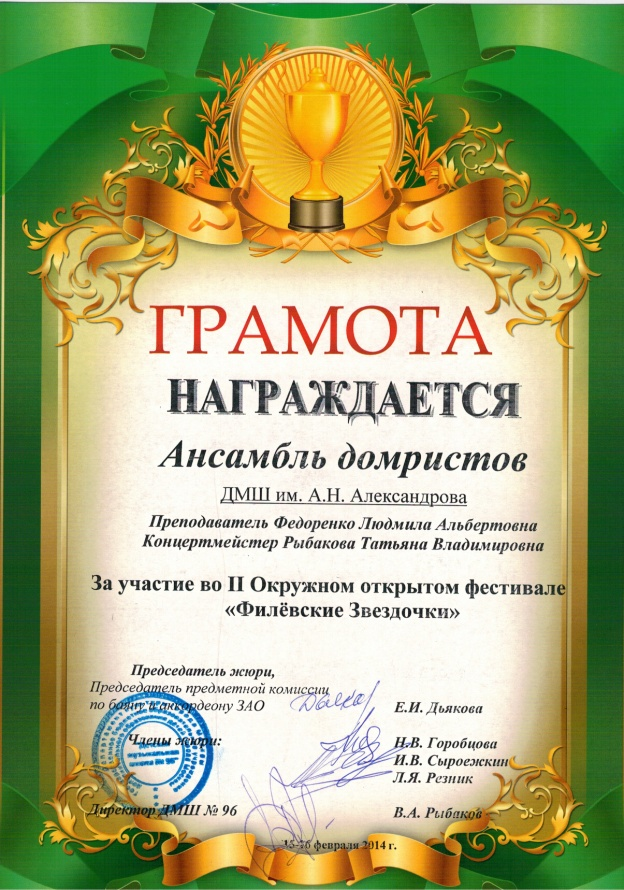 ГРАМОТА
НАГРАЖДАЕТСЯ
Ансамбль домристов
ДМШ им. А.Н. Александрова
Преподаватель Федоренко Людмила Альбертовна
Концертмейстер Рыбакова Татьяна Владимировна
За участие во II Окружном открытом фестивале
«Филёвские Звездочки»
Председатель жюри,
Председатель предметной комиссии
по баяну и аккордеону ЗАО
Е.И. Дьякова
Члены жюри:
Н.В. Горобцова
И.В. Сыроежкин
Л.Я. Резник
Директор ДМШ № 96
В.А. Рыбаков
15-16 февраля 2014 г.